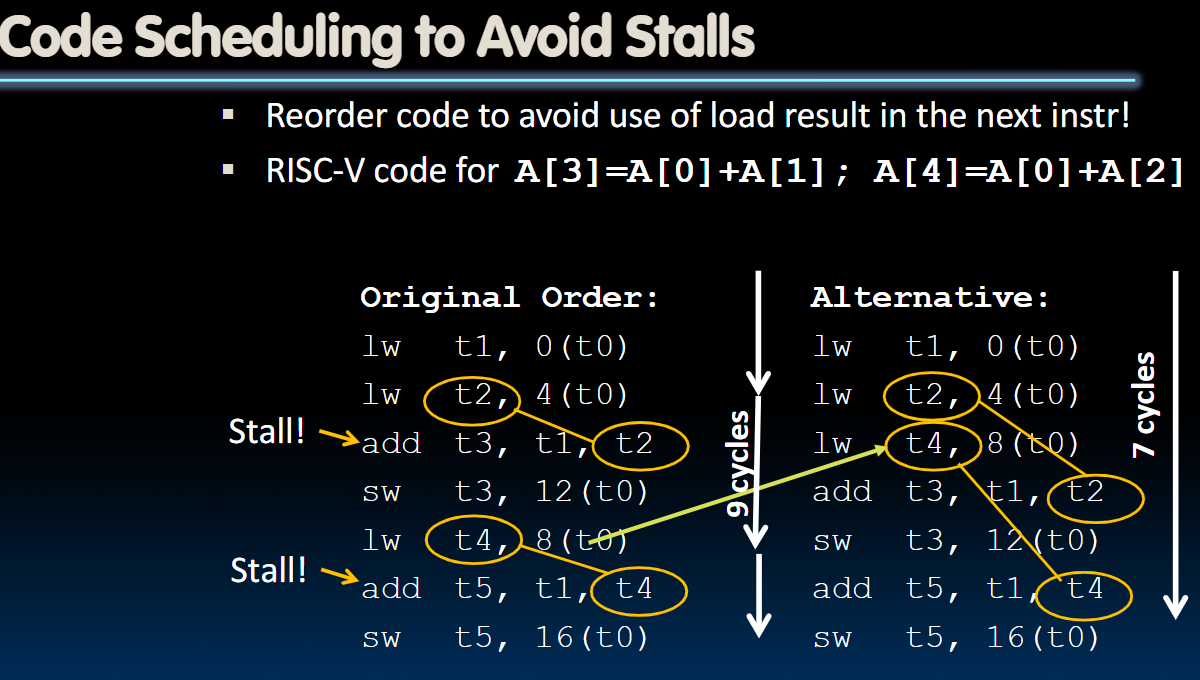 Code Scheduling to Avoid Stalls
▪ Reorder code to avoid use of load result in the next instr!
▪ RISC-V code for A[3]=A[0]+A[1]; A[4]=A[0]+A[2]
Original Order:
lw t1, 0(t0)
lw t2, 4(t0)
Stall! add t3, t1, t2
sw t3, 12(t0)
lw t4, 8(t0)
Stall! add t5, t1, t4
sw t5, 16(t0)
9 cycles
Alternative:
lw t1, 0(t0)
lw t2, 4(t0)
lw t4, 8(t0)
add t3, t1, t2
sw t3, 12(t0)
add t5, t1, t4
sw t5, 16(t0)
7 cycles